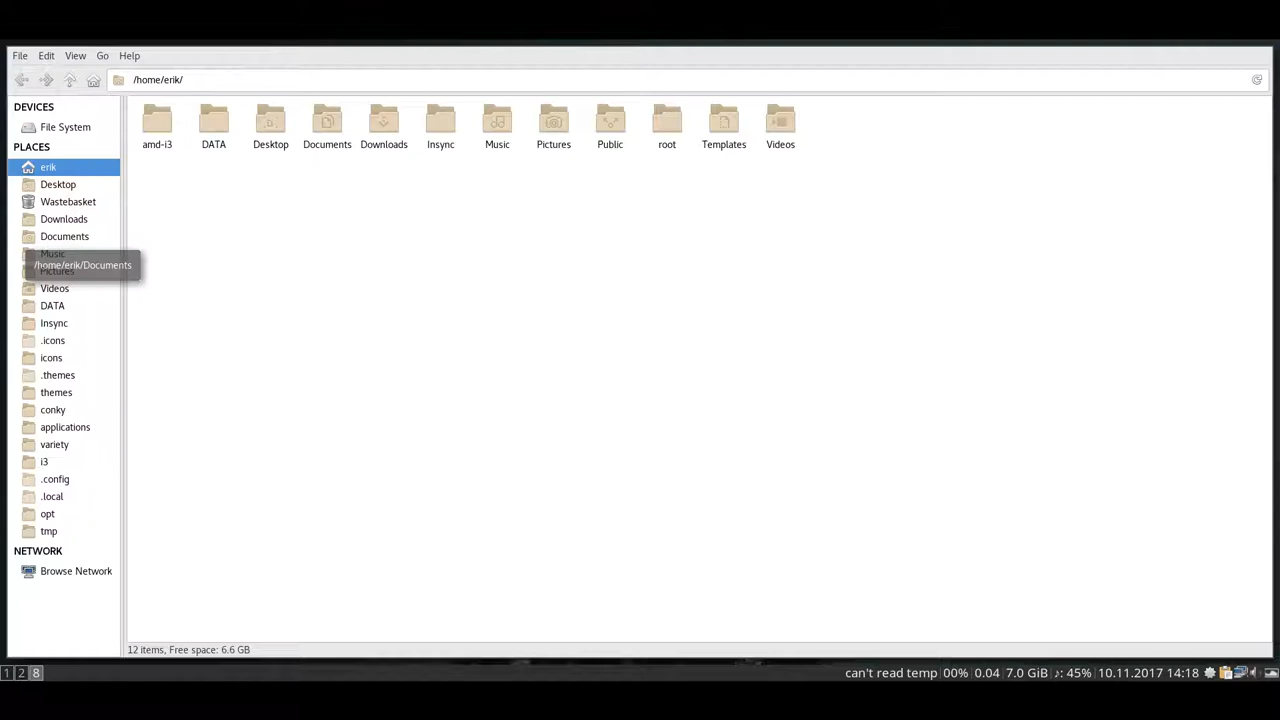 File Edit View Go Help
/home/erik/
DEVICES
File System
PLACES
erik
Desktop
Wastebasket
Downloads
Documents
Music
/home/erik/Documents
Pictures
Videos
DATA
Insync
.icons
icons
.themes
themes
conky
applications
variety
i3
.config
.local
opt
tmp
NETWORK
Browse Network
amd-i3 DATA Desktop Documents Downloads Insync Music Pictures Public root Templates Videos
12 items, Free space: 6.6 GB
1 2 8 can't read temp 00% 0.04 7.0 GiB ♪: 45% 10.11.2017 14:18